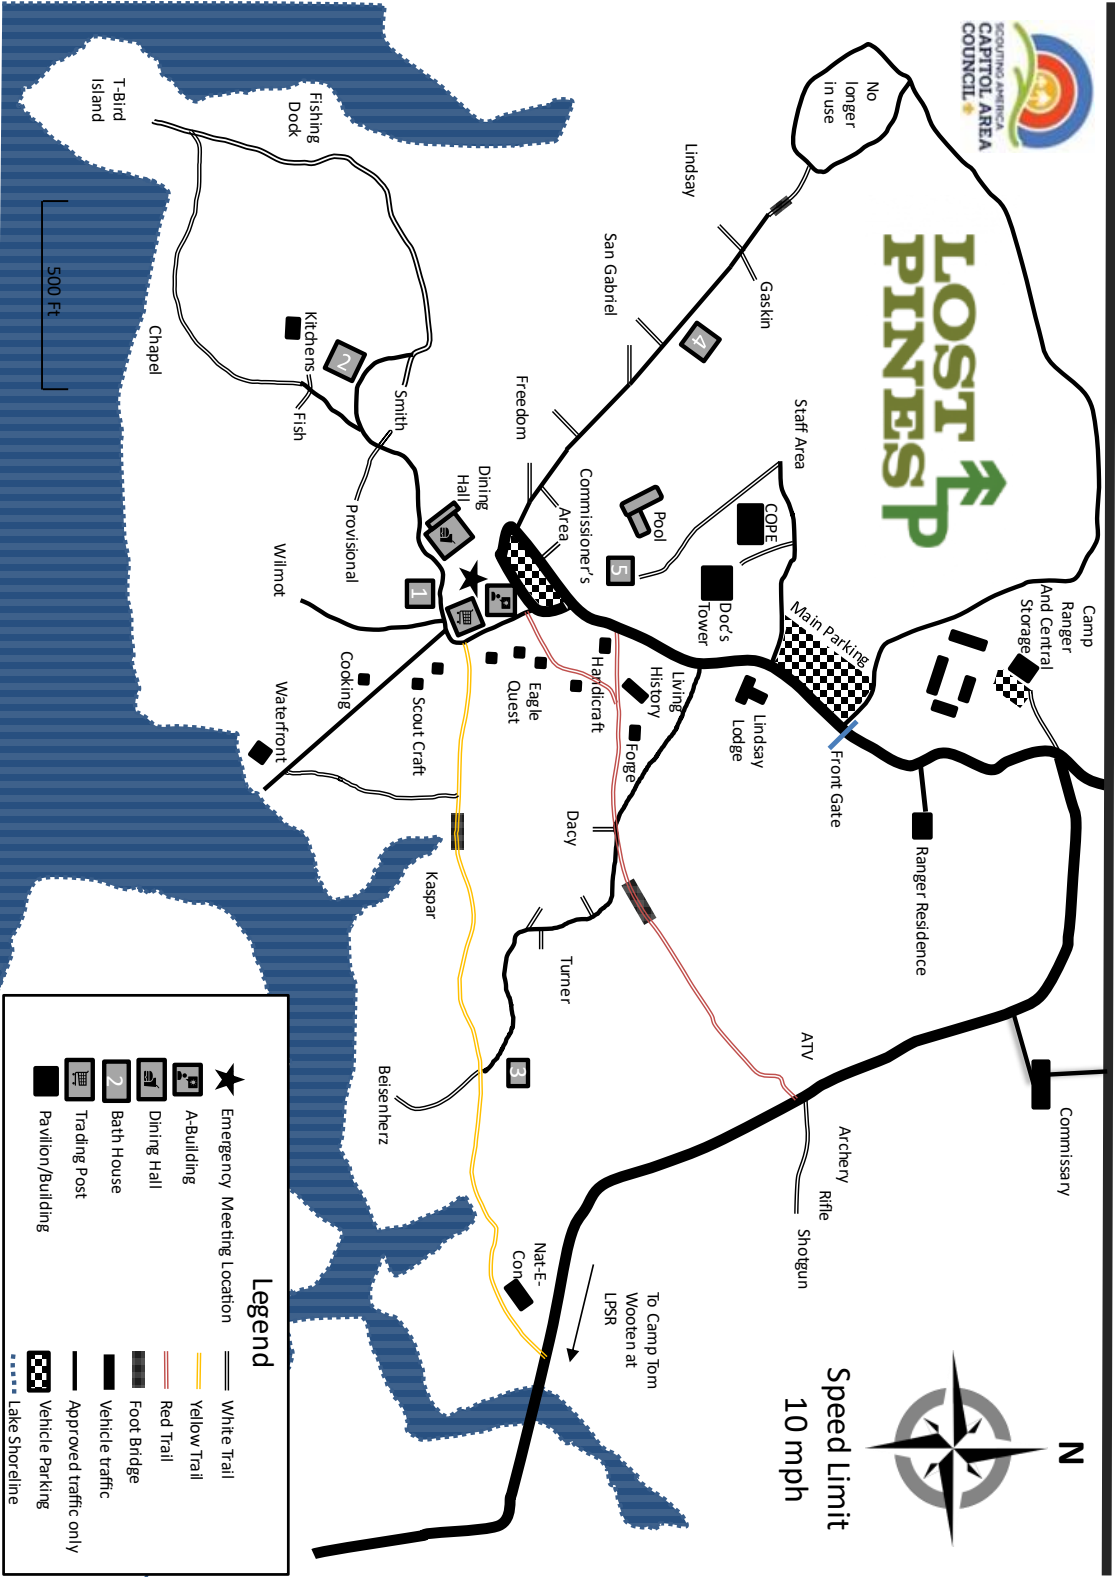 SCOUTING AMERICA
CAPITOL AREA
COUNCIL
LOST
PINES
LP
N
Speed Limit
10 mph
No
longer
in use
Lindsay
Gaskin
San Gabriel
4
Freedom
Commissioner's
Area
Staff Area
COPE
Pool
5
Doc's
Tower
Main Parking
Camp
Ranger
And Central
Storage
Front Gate
Ranger Residence
Commissary
Lindsay
Lodge
Living
History
Handicraft
Forge
Eagle
Quest
Scout Craft
Cooking
Waterfront
Wilmot
1
Dining
Hall
Provisional
Smith
Fish
Kitchens
2
Chapel
Fishing
Dock
T-Bird
Island
500 Ft
Dacy
Kaspar
Turner
3
Beisenherz
ATV
Archery
Rifle
Shotgun
Nat-E-
Con
To Camp Tom
Wooten at
LPSR
Legend
Emergency Meeting Location
A-Building
Dining Hall
2
Bath House
Trading Post
Pavilion/Building
White Trail
Yellow Trail
Red Trail
Foot Bridge
Vehicle traffic
Approved traffic only
Vehicle Parking
Lake Shoreline